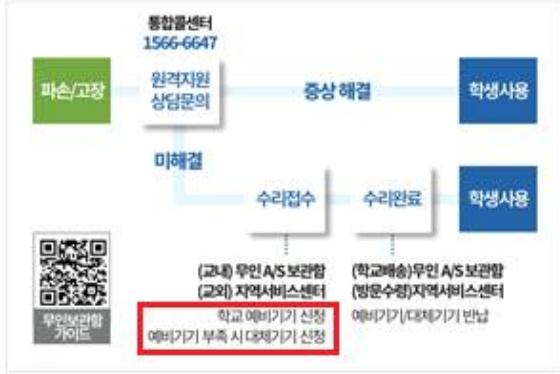 통합콜센터
1566-6647
파손/고장
원격지원
상담문의
증상 해결
학생사용
미해결
수리접수
수리완료
학생사용
(교내) 무인 A/S 보관함
(교외) 지역서비스센터
학교 예비기기 신청
예비기기 부족 시 대체기기 신청
(학교배송)무인 A/S 보관함
(방문수령)지역서비스센터
예비기기/대체기기 반납
무인보관함
가이드